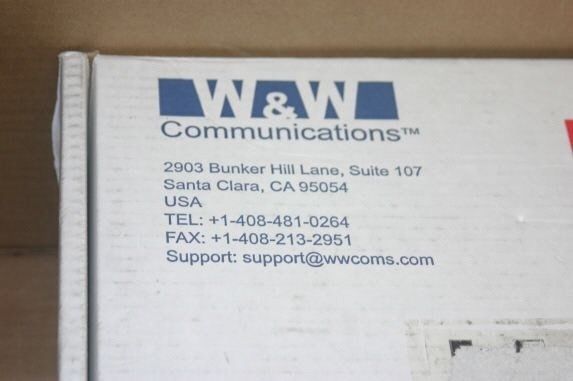 W&W
Communications™
2903 Bunker Hill Lane, Suite 107
Santa Clara, CA 95054
USA
TEL: +1-408-481-0264
FAX: +1-408-213-2951
Support: support@wwcoms.com